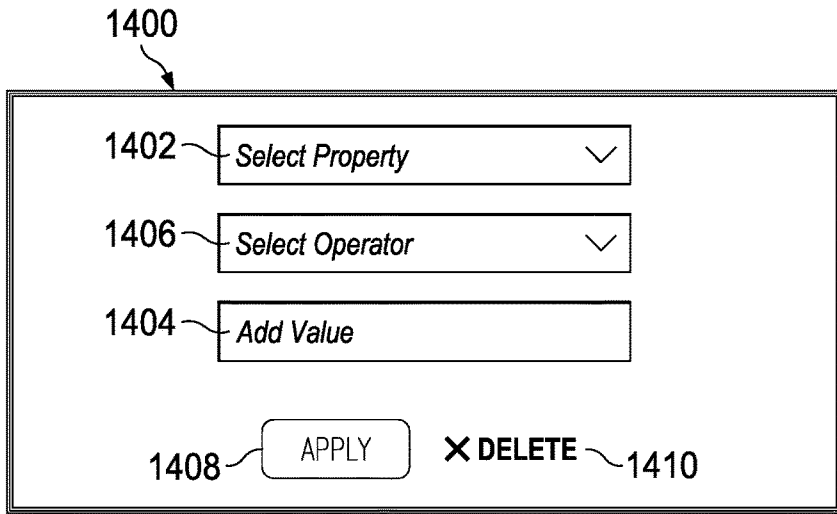 1400
1402 Select Property
1406 Select Operator
1404 Add Value
1408 APPLY X DELETE 1410